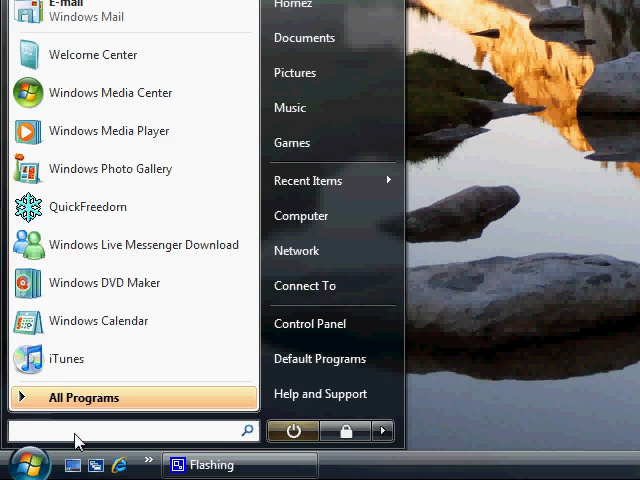 E-mail
Windows Mail
Welcome Center
Windows Media Center
Windows Media Player
Windows Photo Gallery
QuickFreedom
Windows Live Messenger Download
Windows DVD Maker
Windows Calendar
iTunes
All Programs
Homez
Documents
Pictures
Music
Games
Recent Items
Computer
Network
Connect To
Control Panel
Default Programs
Help and Support
»
Flashing